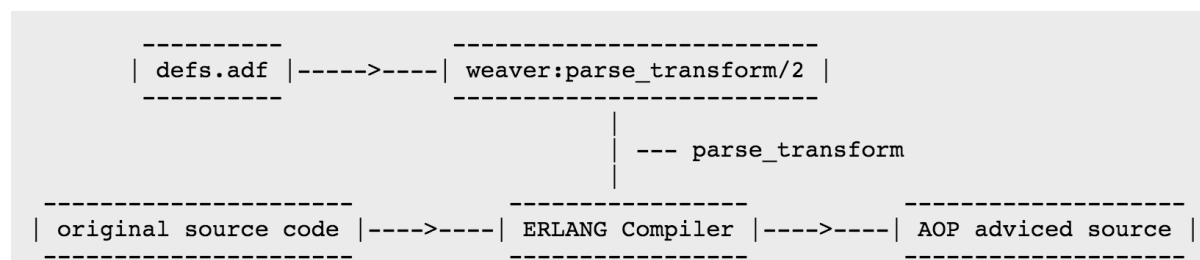 | defs.adf |----->----| weaver:parse_transform/2 |
| --- parse_transform
| original source code |---->----| ERLANG Compiler |---->----| AOP adviced source |